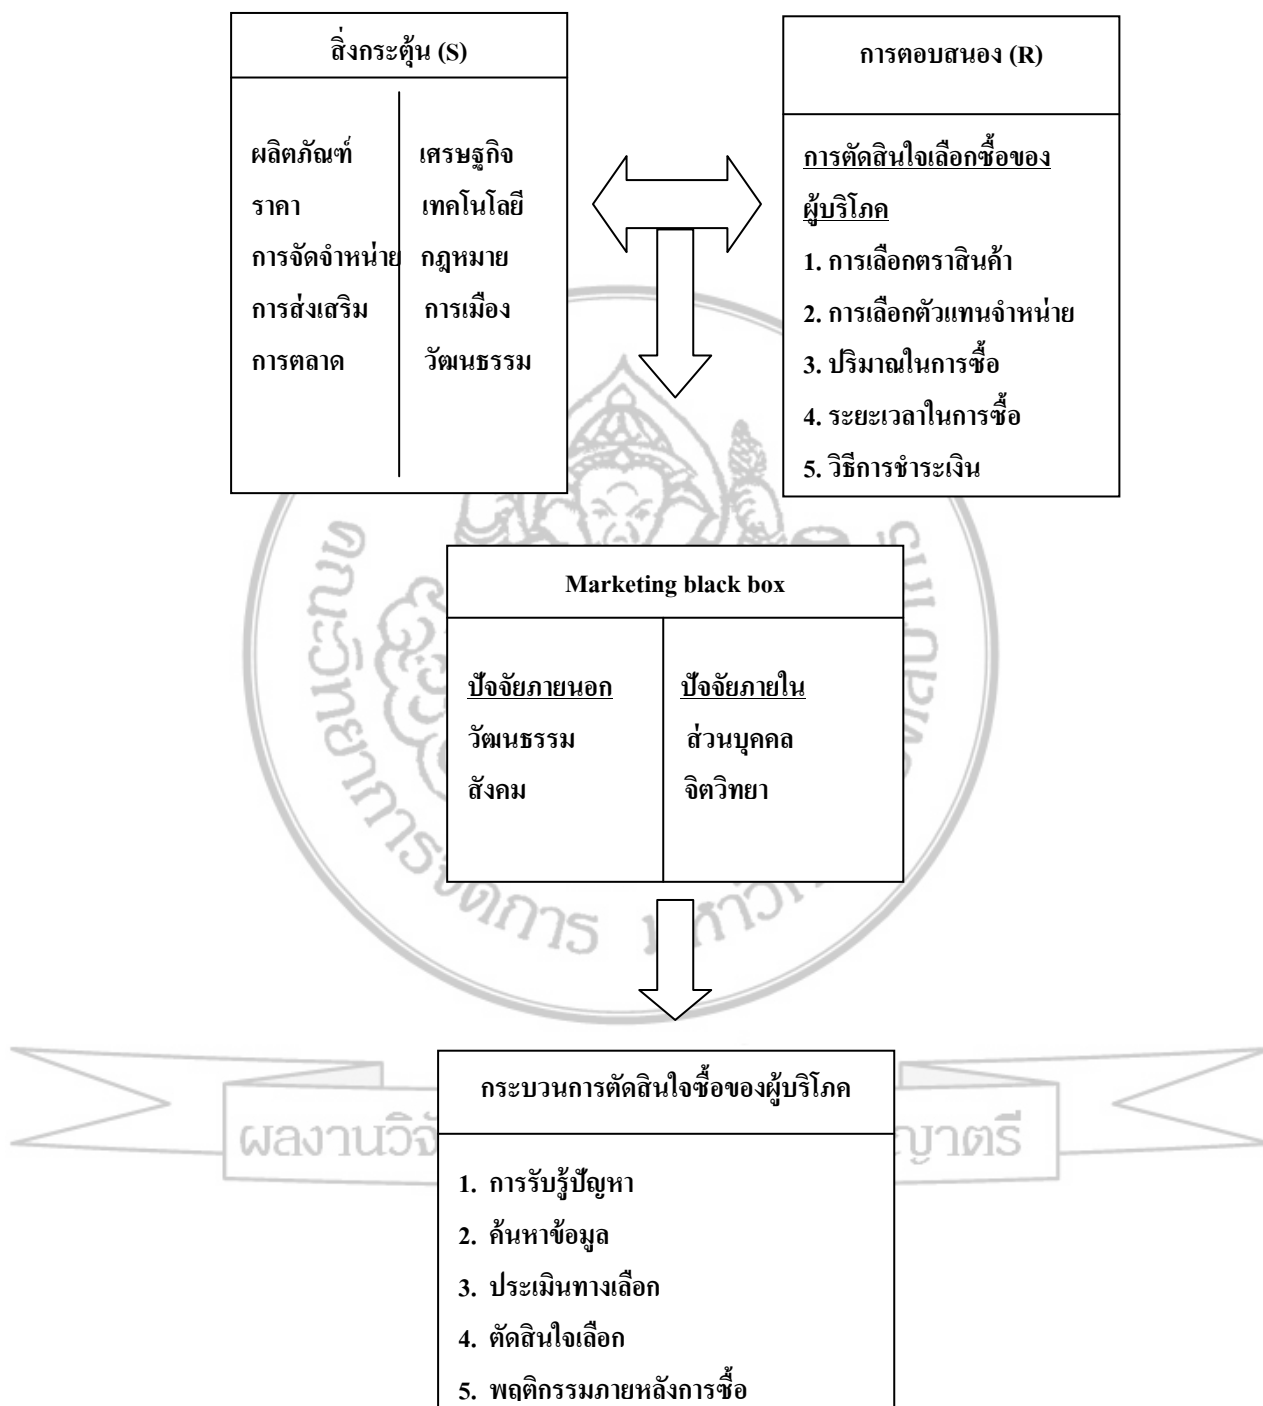 สิ่งกระตุ้น (S)
ผลิตภัณฑ์
ราคา
การจัดจำหน่าย
การส่งเสริม
การตลาด
เศรษฐกิจ
เทคโนโลยี
กฎหมาย
การเมือง
วัฒนธรรม
การตอบสนอง (R)
การตัดสินใจเลือกซื้อของ
ผู้บริโภค
1. การเลือกตราสินค้า
2. การเลือกตัวแทนจำหน่าย
3. ปริมาณในการซื้อ
4. ระยะเวลาในการซื้อ
5. วิธีการชำระเงิน
Marketing black box
ปัจจัยภายนอก
วัฒนธรรม
สังคม
ปัจจัยภายใน
ส่วนบุคคล
จิตวิทยา
กระบวนการตัดสินใจซื้อของผู้บริโภค
1. การรับรู้ปัญหา
2. ค้นหาข้อมูล
3. ประเมินทางเลือก
4. ตัดสินใจเลือก
5. พฤติกรรมภายหลังการซื้อ